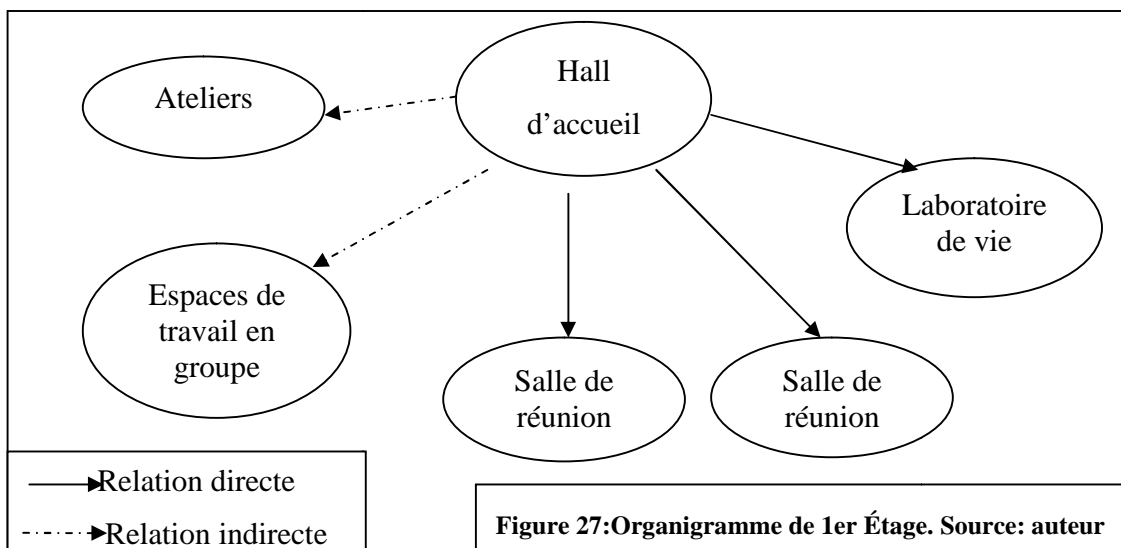 Hall
d’accueil
Ateliers
Laboratoire
de vie
Espaces de
travail en
groupe
Salle de
réunion
Salle de
réunion
Relation directe
Relation indirecte
Figure 27:Organigramme de 1er Étage. Source: auteur